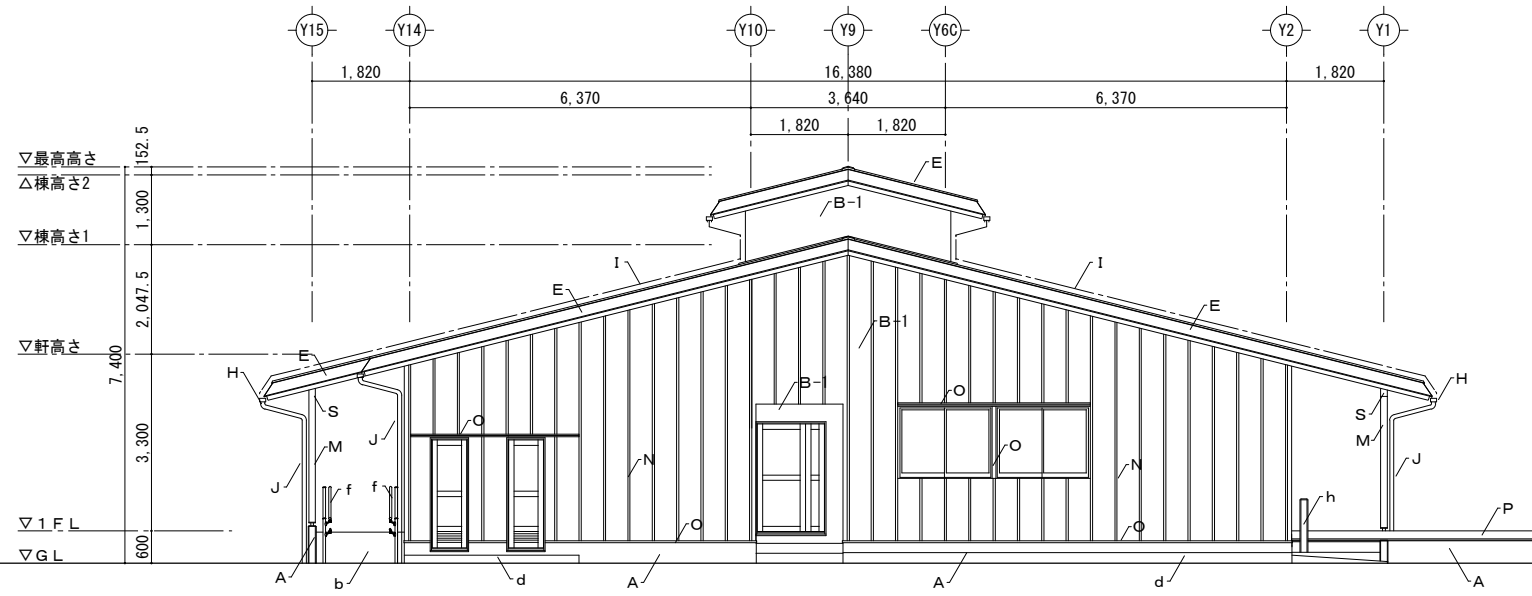 Y15 Y14 Y10 Y9 Y6C Y2 Y1
1,820 16,380 1,820
6,370 3,640 6,370
1,820 1,820
▽最高高さ 152.5
△棟高さ2
E
1,300 B-1
▽棟高さ1
I I
2,047.5 E E
B-1
▽軒高さ
7,400 E
H B-1 O H
S S
O J M
3,300
M O
J N N J
f f h
▽1FL P
O O
600
▽GL
A b d A A d A